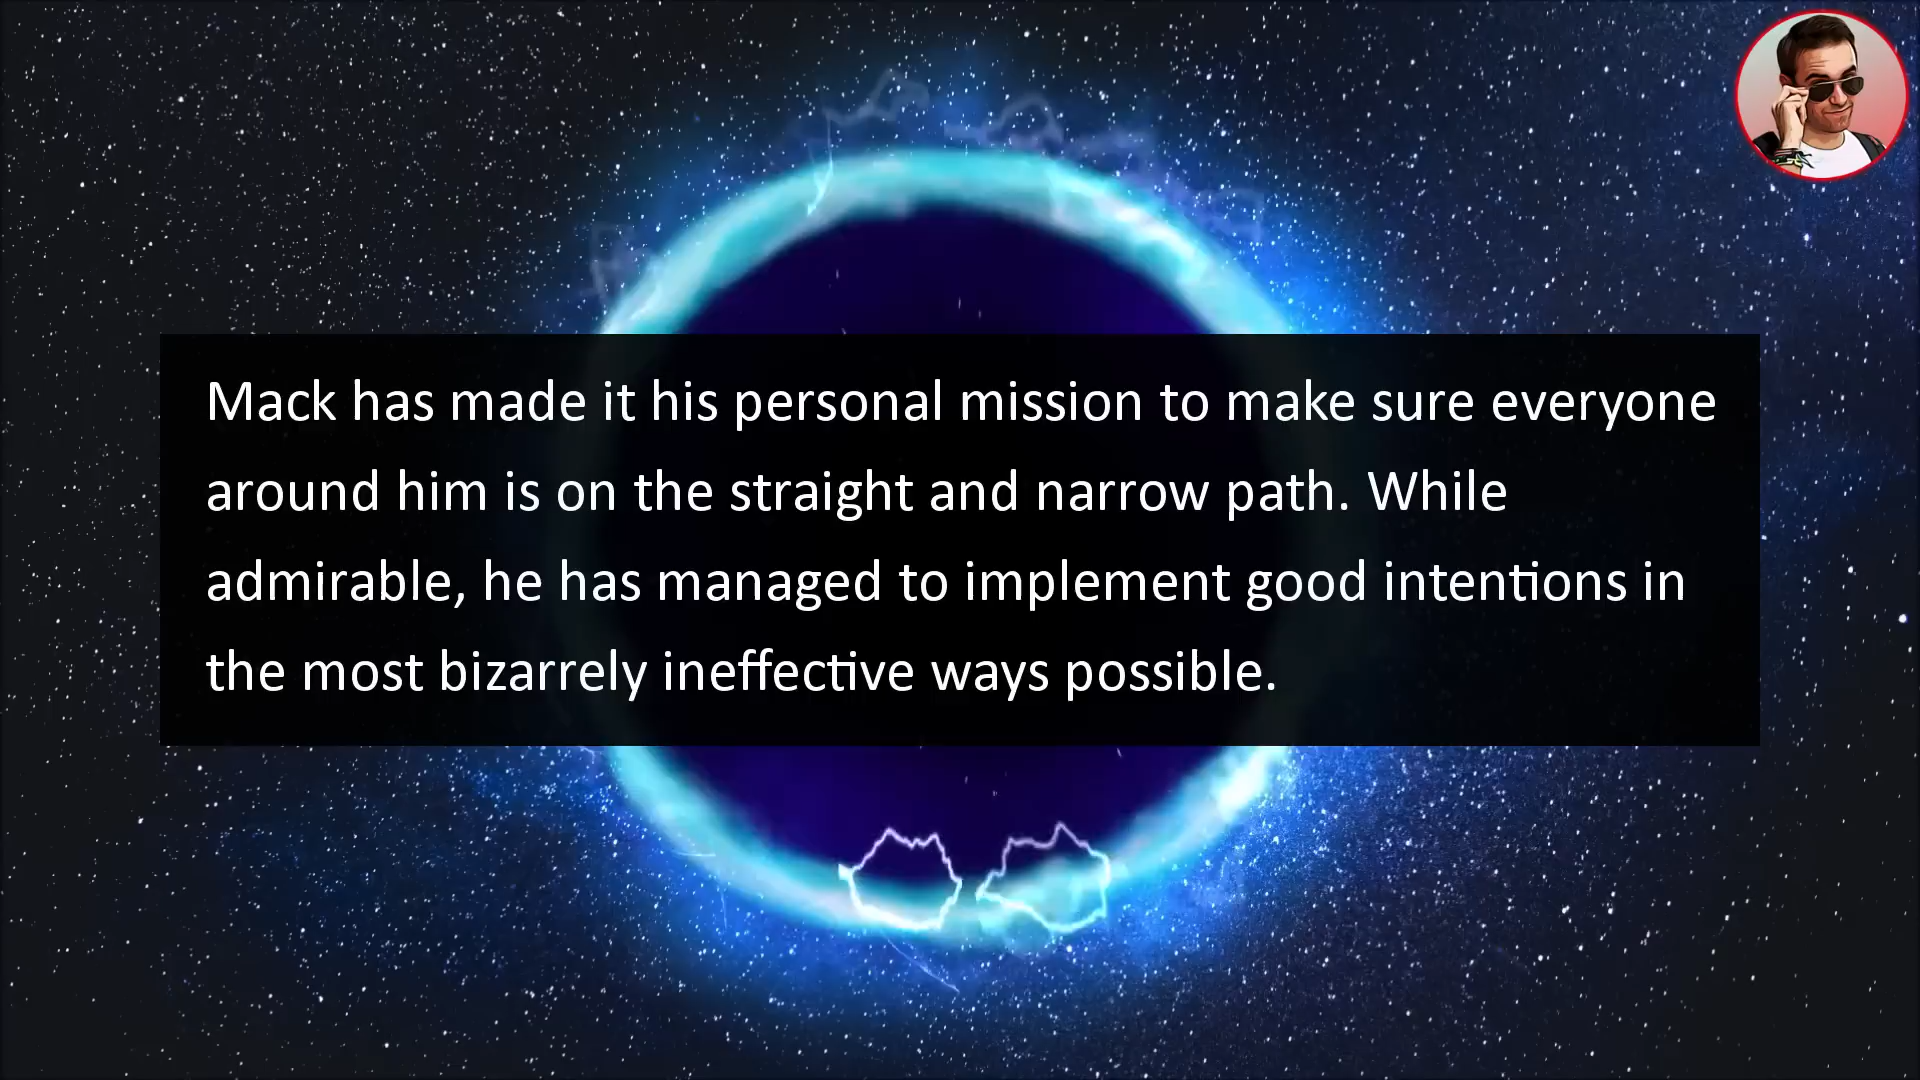 Mack has made it his personal mission to make sure everyone
around him is on the straight and narrow path. While
admirable, he has managed to implement good intentions in
the most bizarrely ineffective ways possible.